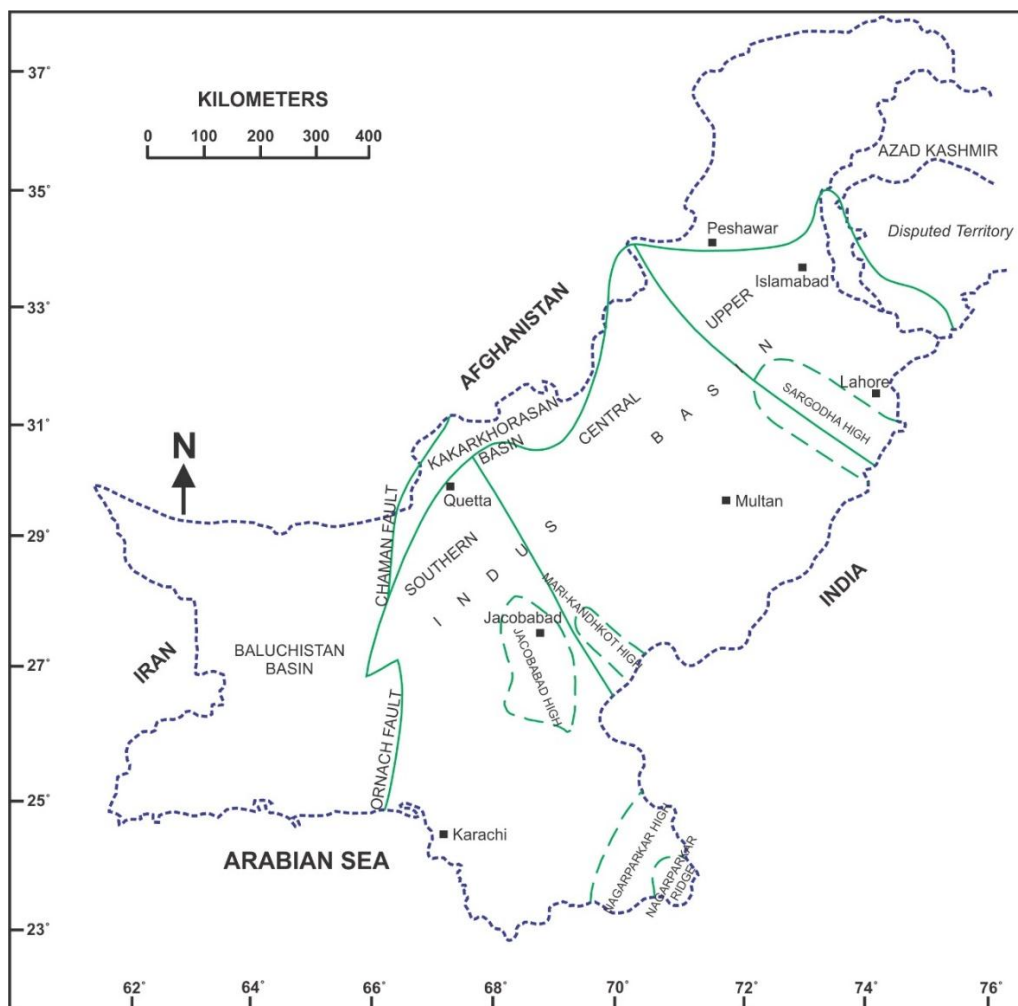 37°
KILOMETERS
0 100 200 300 400
AZAD KASHMIR
35°
Peshawar
Disputed Territory
Islamabad
33°
AFGHANISTAN
UPPER
Lahore
SARGODHA HIGH
CENTRAL
31°
KAKARKHORASAN
BASIN
N
Quetta
Multan
CHAMAN FAULT
29°
SOUTHERN
INDUS BASIN
MARI-KANDHKOT HIGH
INDIA
Jacobabad
JACOBABAD HIGH
IRAN
27°
BALUCHISTAN
BASIN
ORNACH FAULT
25°
Karachi
ARABIAN SEA
NAGARPARKAR HIGH
NAGARPARKAR
RIDGE
23°
62° 64° 66° 68° 70° 72° 74° 76°